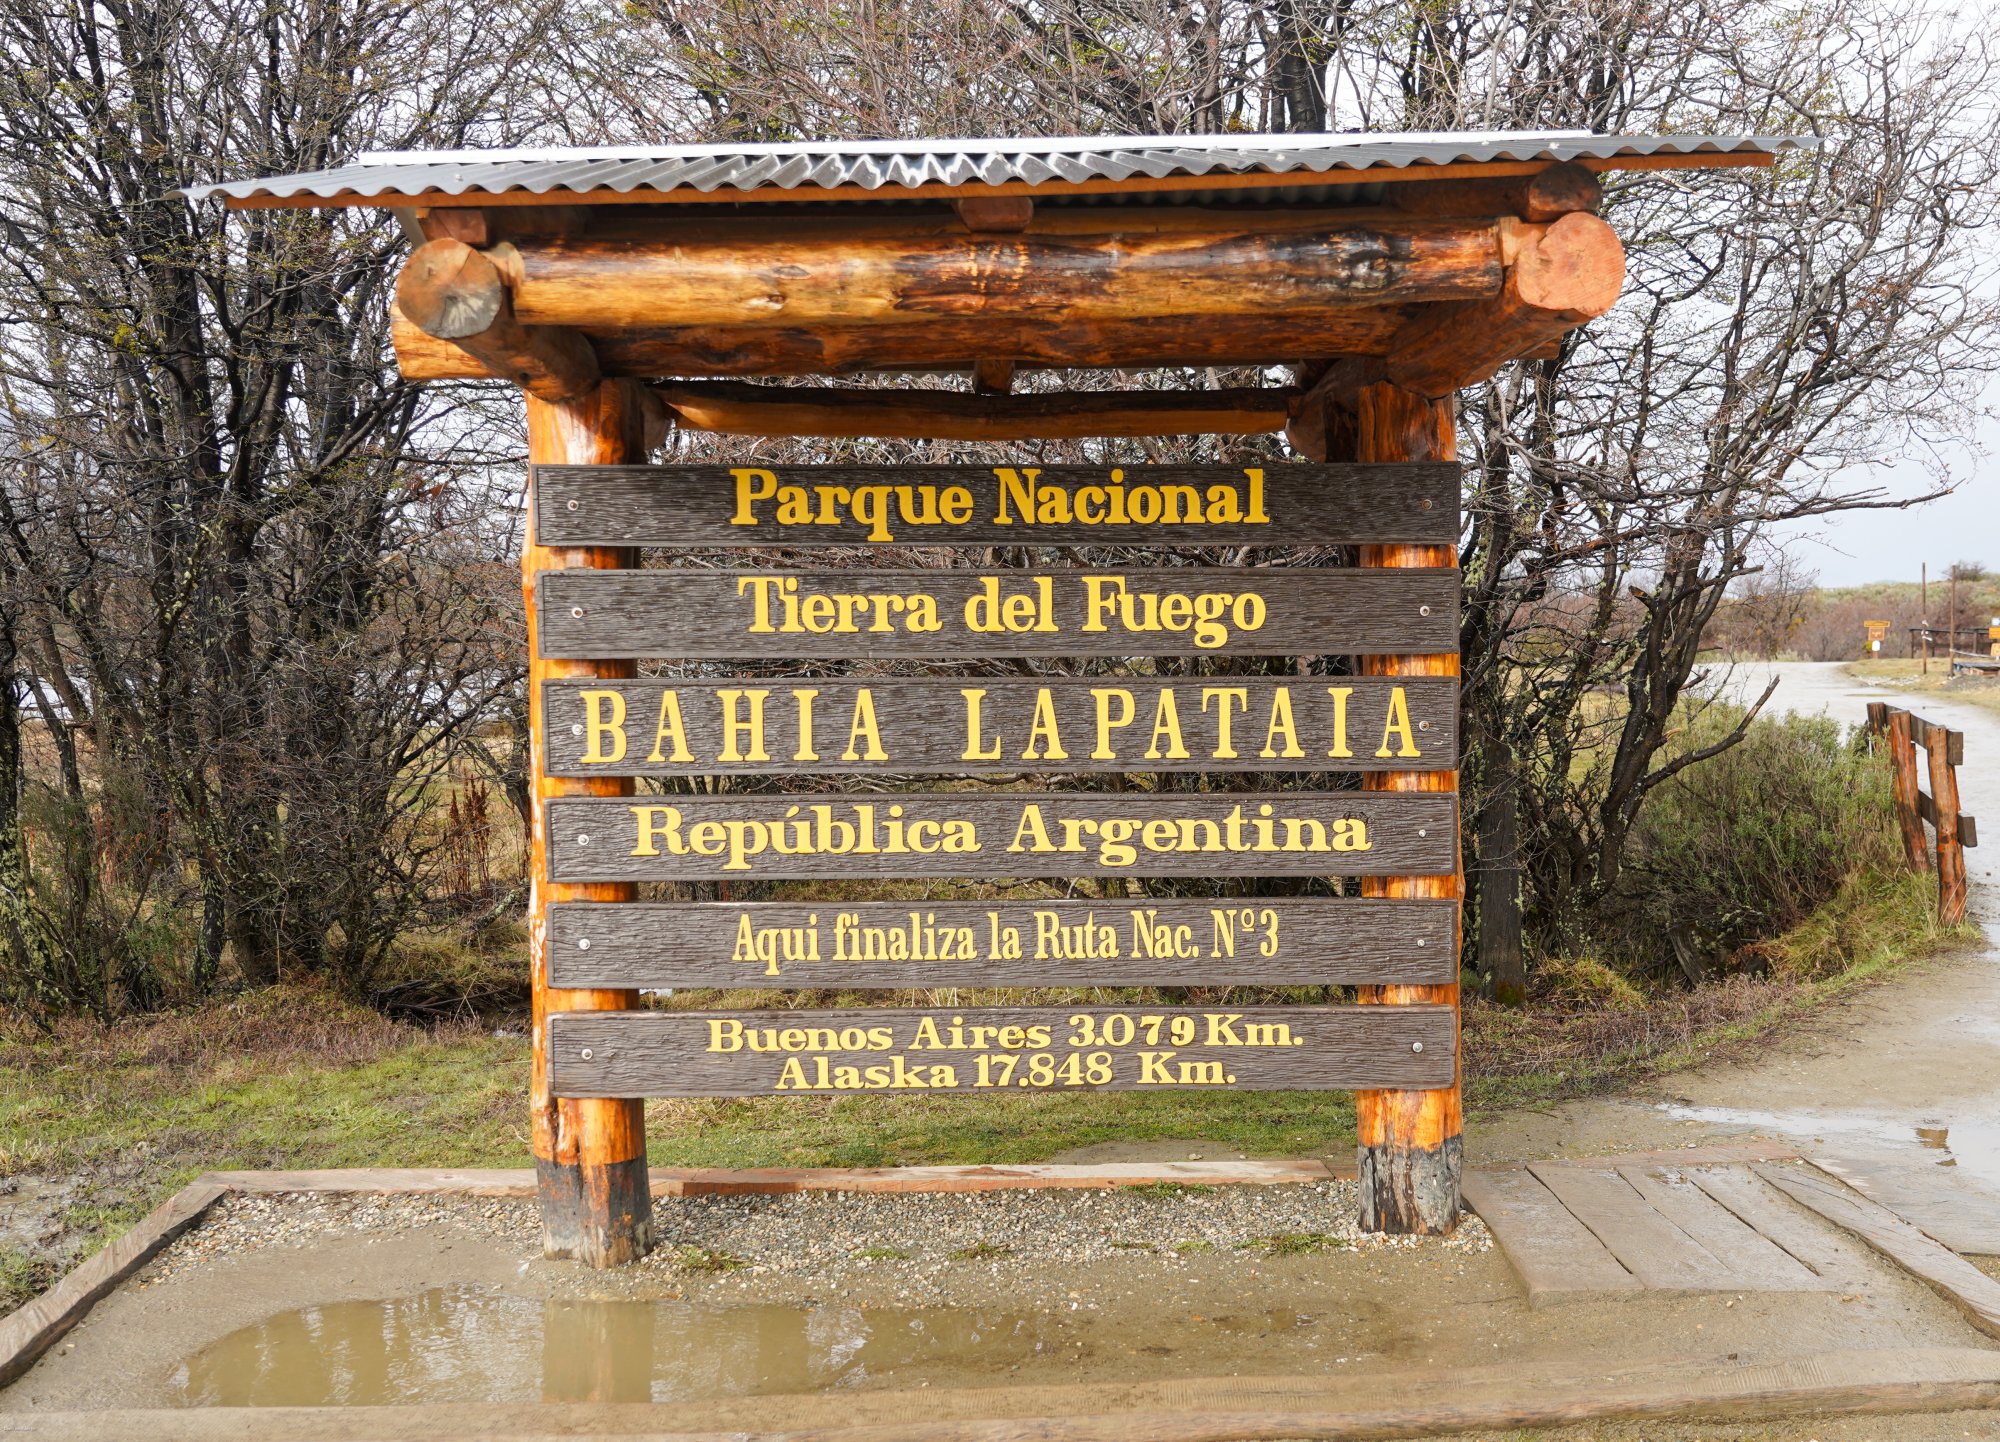 Parque Nacional
Tierra del Fuego
BAHIA LAPATAIA
República Argentina
Aqui finaliza la Ruta Nac. Nº3
Buenos Aires 3.079 Km.
Alaska 17.848 Km.